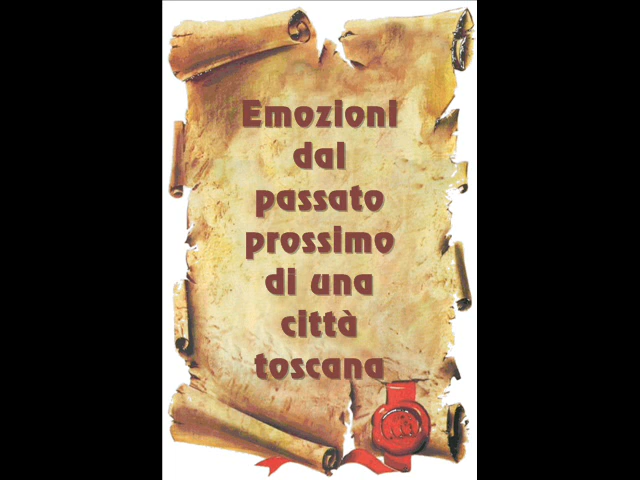 Emozioni
dal
passato
prossimo
di una
città
toscana